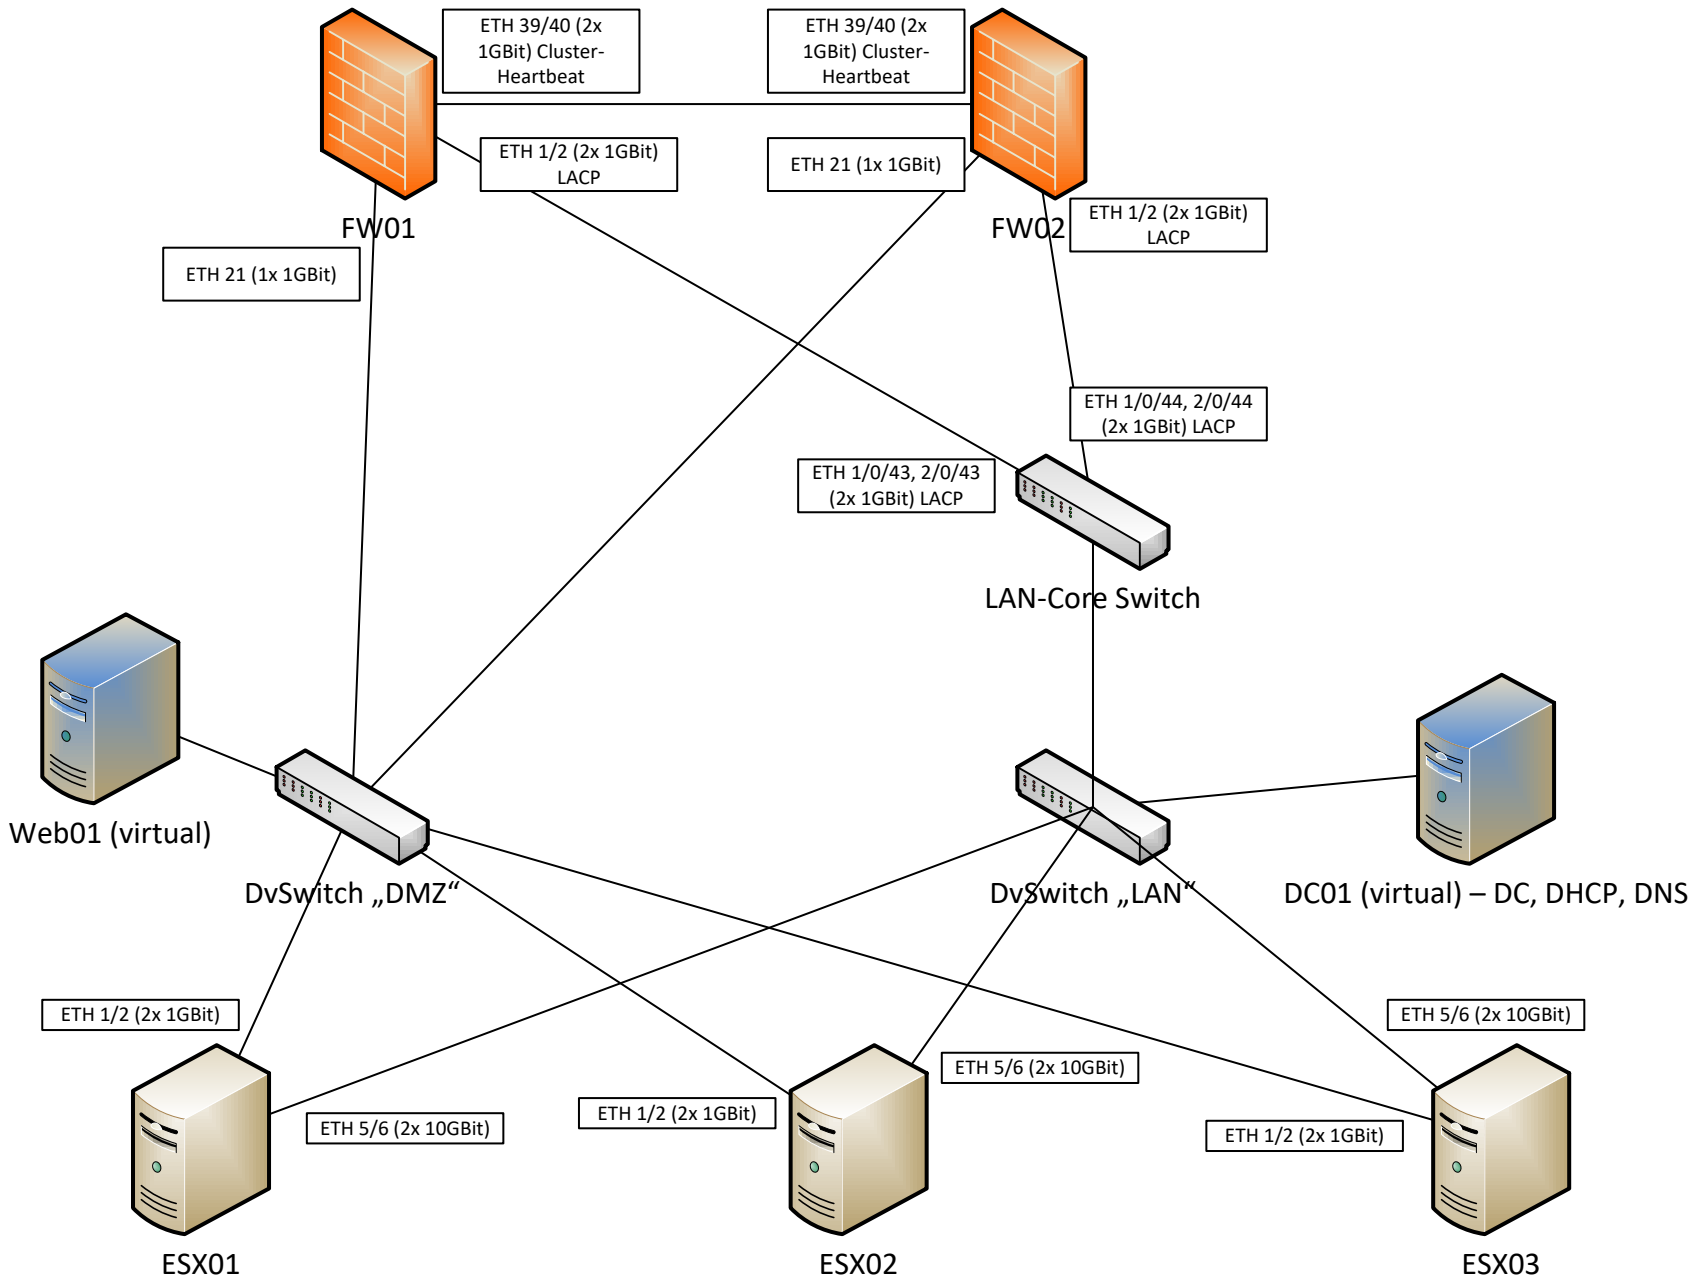 ETH 39/40 (2x
1GBit) Cluster-
Heartbeat
ETH 39/40 (2x
1GBit) Cluster-
Heartbeat
ETH 1/2 (2x 1GBit)
LACP
ETH 21 (1x 1GBit)
FW01
FW02
ETH 1/2 (2x 1GBit)
LACP
ETH 21 (1x 1GBit)
ETH 1/0/44, 2/0/44
(2x 1GBit) LACP
ETH 1/0/43, 2/0/43
(2x 1GBit) LACP
LAN-Core Switch
Web01 (virtual)
DvSwitch „DMZ“
DvSwitch „LAN“
DC01 (virtual) – DC, DHCP, DNS
ETH 1/2 (2x 1GBit)
ETH 5/6 (2x 10GBit)
ETH 5/6 (2x 10GBit)
ETH 1/2 (2x 1GBit)
ETH 5/6 (2x 10GBit)
ETH 1/2 (2x 1GBit)
ESX01
ESX02
ESX03